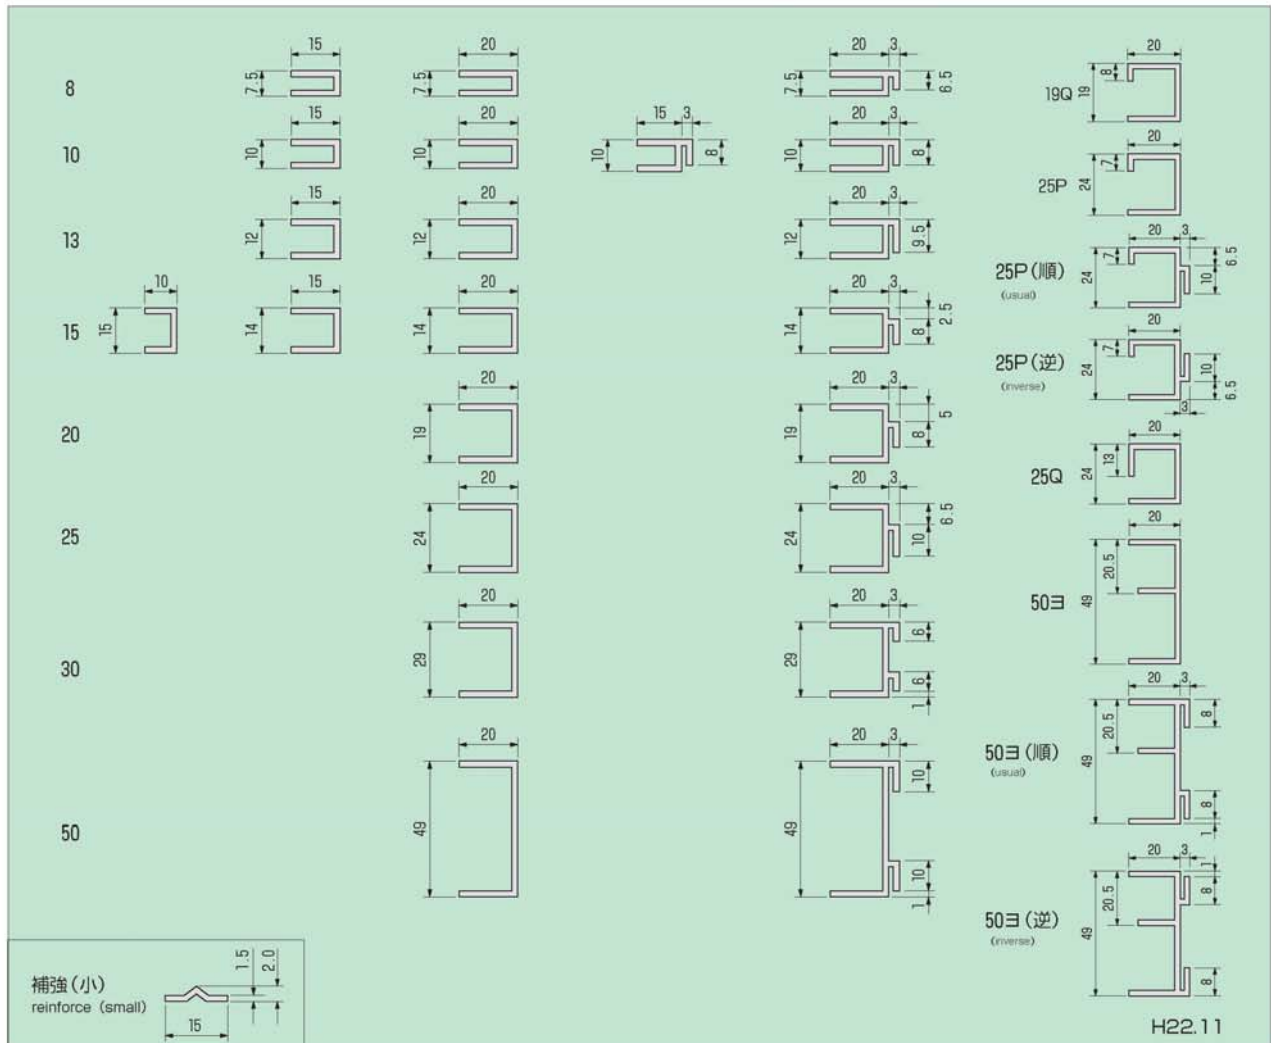 8 15 7.5 20 7.5 20 3 7.5 6.5
10 15 10 20 10 15 3 10 8 20 3 10 8
13 15 12 20 12 20 3 12 9.5
15 10 15 15 14 20 14 20 3 14 2.5 8
20 20 19 20 3 19 5 8
25 20 24 20 3 24 6.5 10
30 20 29 20 3 29 6 6 1
50 20 49 20 3 49 10 10 1
19Q 20 8 19
25P 20 7 24
25P(順) 20 3 7 24 6.5 10
(usual)
25P(逆) 20 7 24 10 6.5 3
(inverse)
25Q 20 13 24
50ヨ 20 20.5 49
50ヨ(順) 20 3 20.5 49 8 8 1
(usual)
50ヨ(逆) 20 3 20.5 49 1 8 8
(inverse)
補強(小) 1.5 2.0
reinforce (small)
15
H22.11